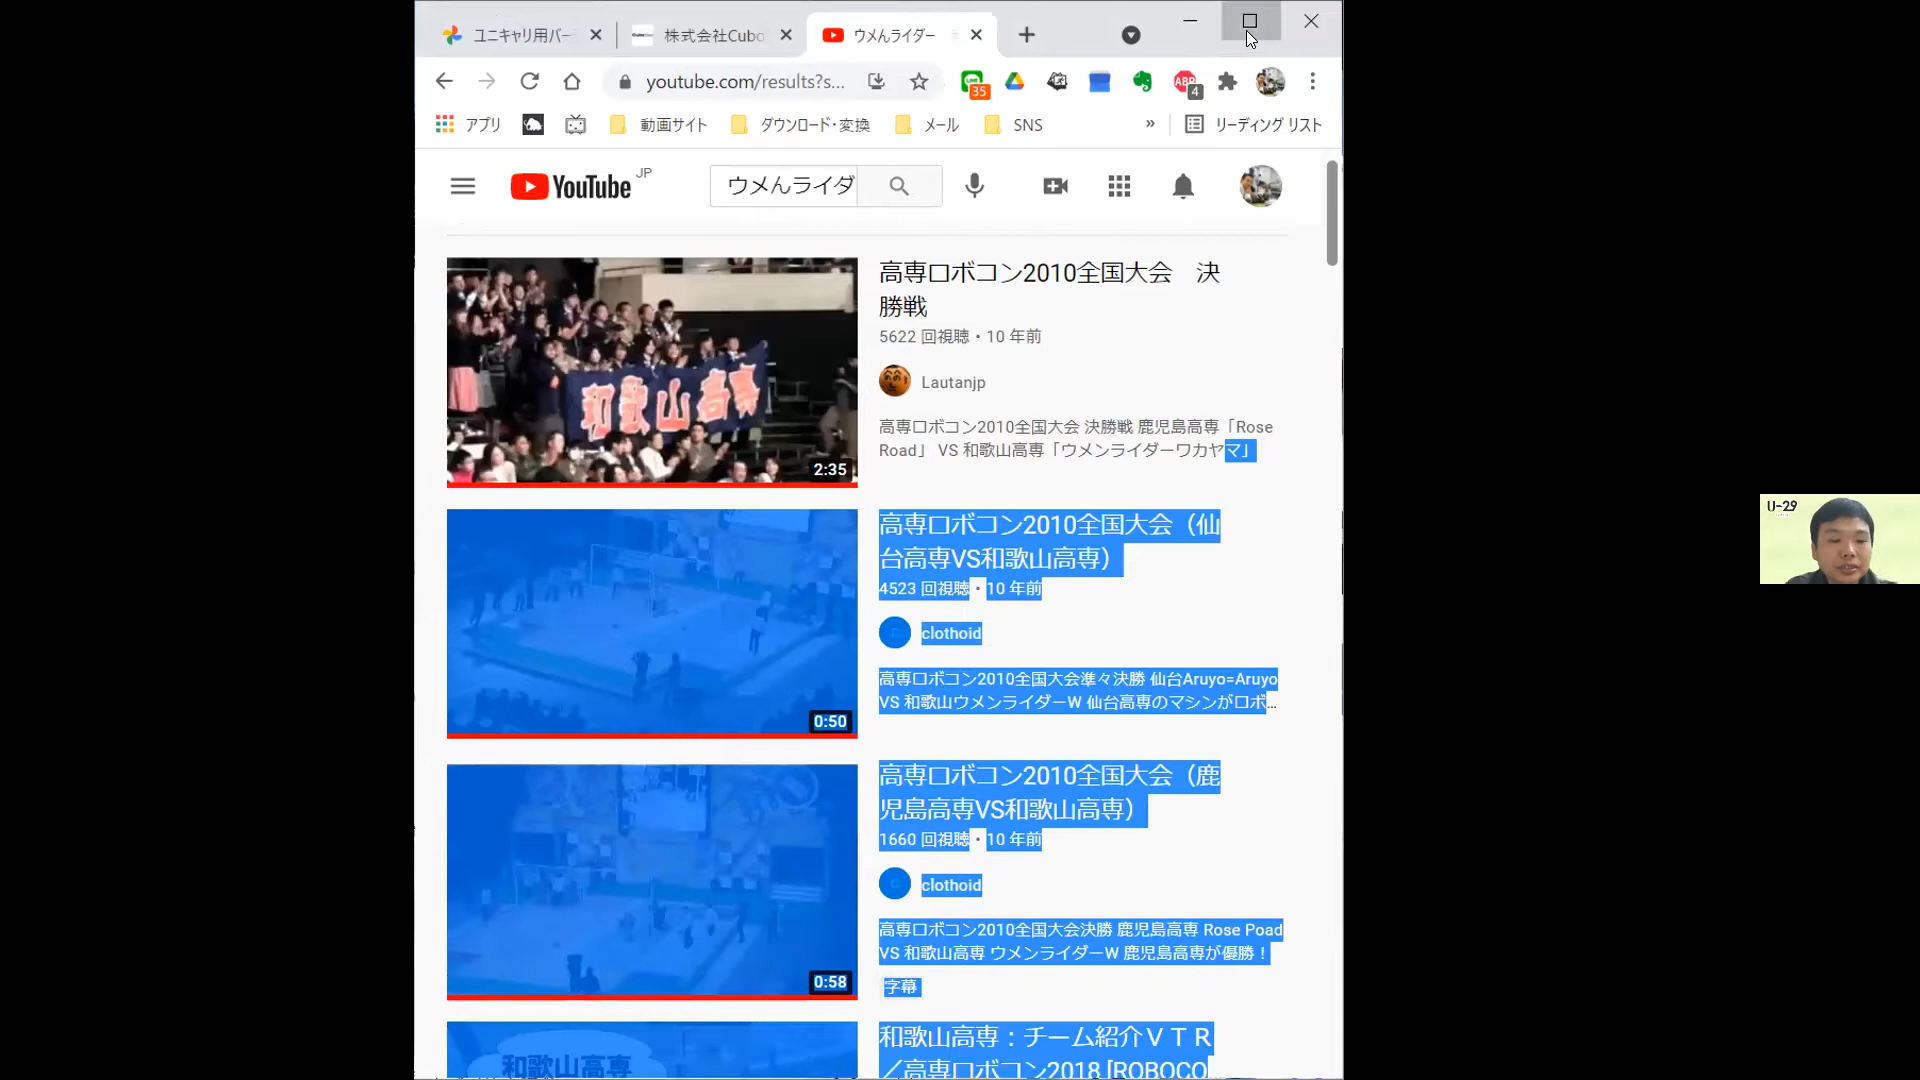 ユニキャリ用バー
株式会社Cubo
ウメんライダー
youtube.com/results?s...
35
ABP
4
アプリ
動画サイト
ダウンロード・変換
メール
SNS
»
リーディング リスト
YouTube
JP
ウメんライダ
高専ロボコン2010全国大会　決
勝戦
5622 回視聴・10 年前
Lautanjp
高専ロボコン2010全国大会 決勝戦 鹿児島高専「Rose
Road」 VS 和歌山高専「ウメンライダーワカヤマ」
和歌山高専
2:35
高専ロボコン2010全国大会（仙
台高専VS和歌山高専）
4523 回視聴・10 年前
clothoid
高専ロボコン2010全国大会準々決勝 仙台Aruyo=Aruyo
VS 和歌山ウメンライダーW 仙台高専のマシンがロボ...
0:50
高専ロボコン2010全国大会（鹿
児島高専VS和歌山高専）
1660 回視聴・10 年前
clothoid
高専ロボコン2010全国大会決勝 鹿児島高専 Rose Poad
VS 和歌山高専 ウメンライダーW 鹿児島高専が優勝！
字幕
0:58
和歌山高専：チーム紹介ＶＴＲ
／高専ロボコン2018 [ROBOCO
和歌山高専
U-29